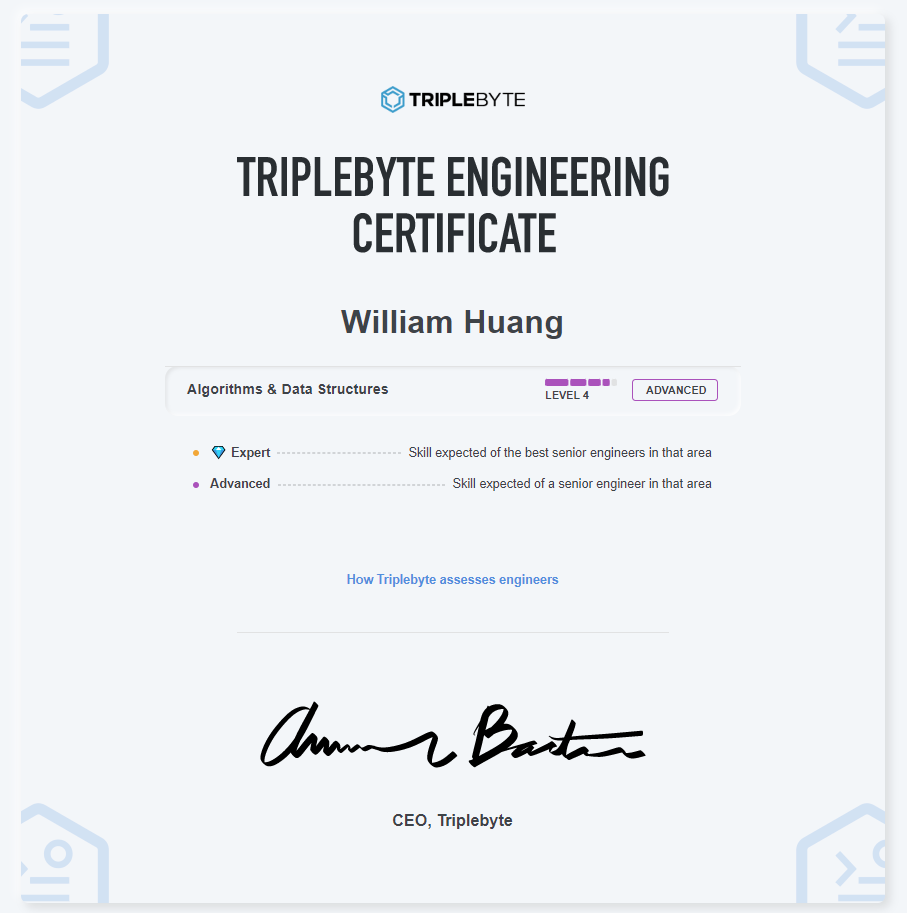 TRIPLEBYTE
TRIPLEBYTE ENGINEERING
CERTIFICATE
William Huang
Algorithms & Data Structures
LEVEL 4
ADVANCED
Expert Skill expected of the best senior engineers in that area
Advanced Skill expected of a senior engineer in that area
How Triplebyte assesses engineers
CEO, Triplebyte